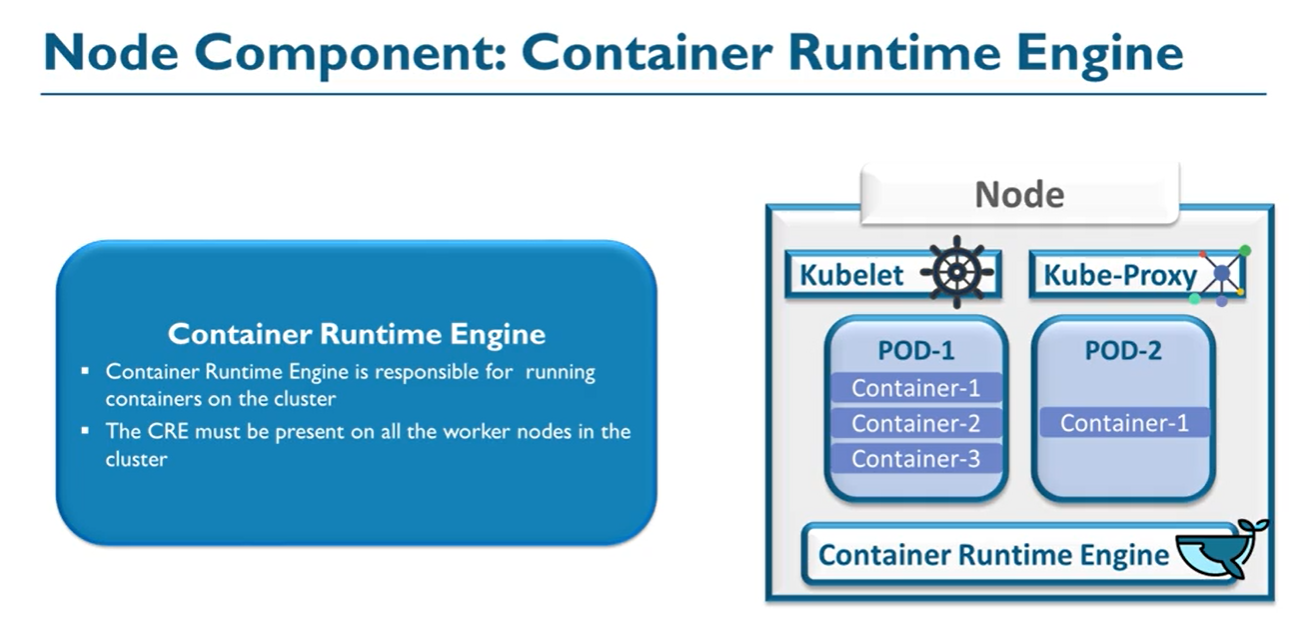 Node Component: Container Runtime Engine
Container Runtime Engine
▪ Container Runtime Engine is responsible for running
containers on the cluster
▪ The CRE must be present on all the worker nodes in the
cluster
Node
Kubelet
Kube-Proxy
POD-1
Container-1
Container-2
Container-3
POD-2
Container-1
Container Runtime Engine